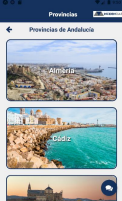 Provincias
Provincias de Andalucía
Almería
Cádiz